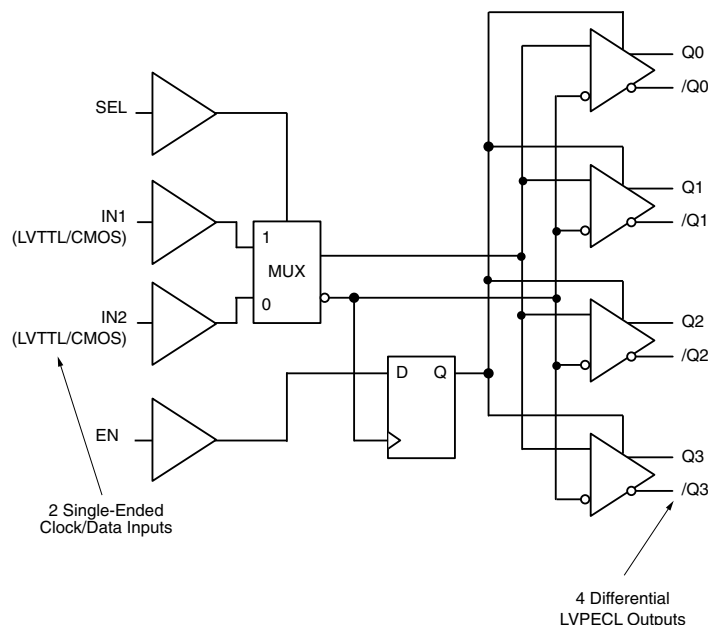 SEL
IN1
(LVTTL/CMOS)
IN2
(LVTTL/CMOS)
EN
1
MUX
0
D Q
Q0
/Q0
Q1
/Q1
Q2
/Q2
Q3
/Q3
2 Single-Ended
Clock/Data Inputs
4 Differential
LVPECL Outputs